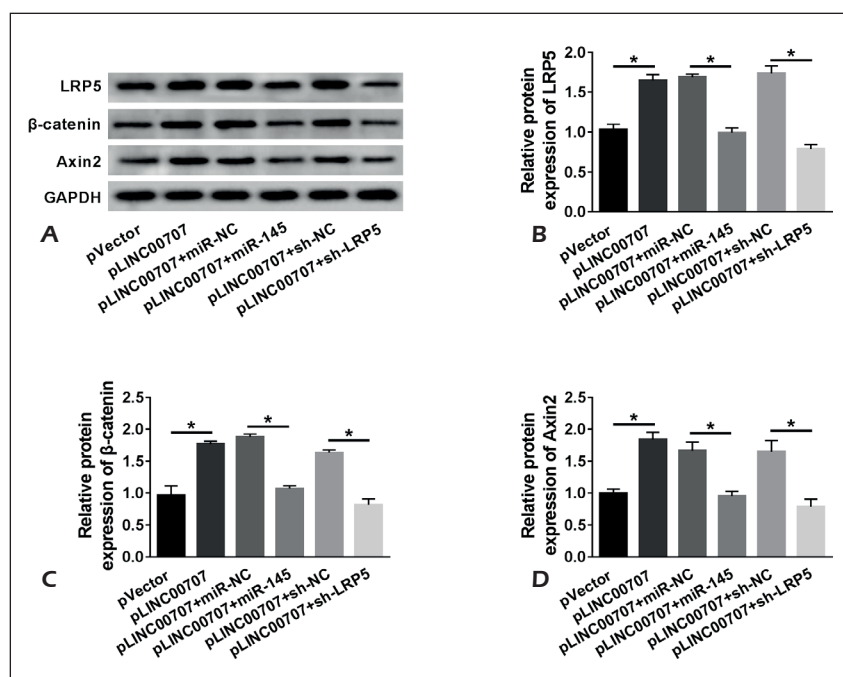 LRP5
β-catenin
Axin2
GAPDH
A
pVector
pLINC00707
pLINC00707+miR-NC
pLINC00707+miR-145
pLINC00707+sh-NC
pLINC00707+sh-LRP5
Relative protein
expression of LRP5
2.0
1.5
1.0
0.5
0.0
* * *
B
pVector
pLINC00707
pLINC00707+miR-NC
pLINC00707+miR-145
pLINC00707+sh-NC
pLINC00707+sh-LRP5
Relative protein
expression of β-catenin
2.5
2.0
1.5
1.0
0.5
0.0
* * *
C
pVector
pLINC00707
pLINC00707+miR-NC
pLINC00707+miR-145
pLINC00707+sh-NC
pLINC00707+sh-LRP5
Relative protein
expression of Axin2
2.5
2.0
1.5
1.0
0.5
0.0
* * *
D
pVector
pLINC00707
pLINC00707+miR-NC
pLINC00707+miR-145
pLINC00707+sh-NC
pLINC00707+sh-LRP5